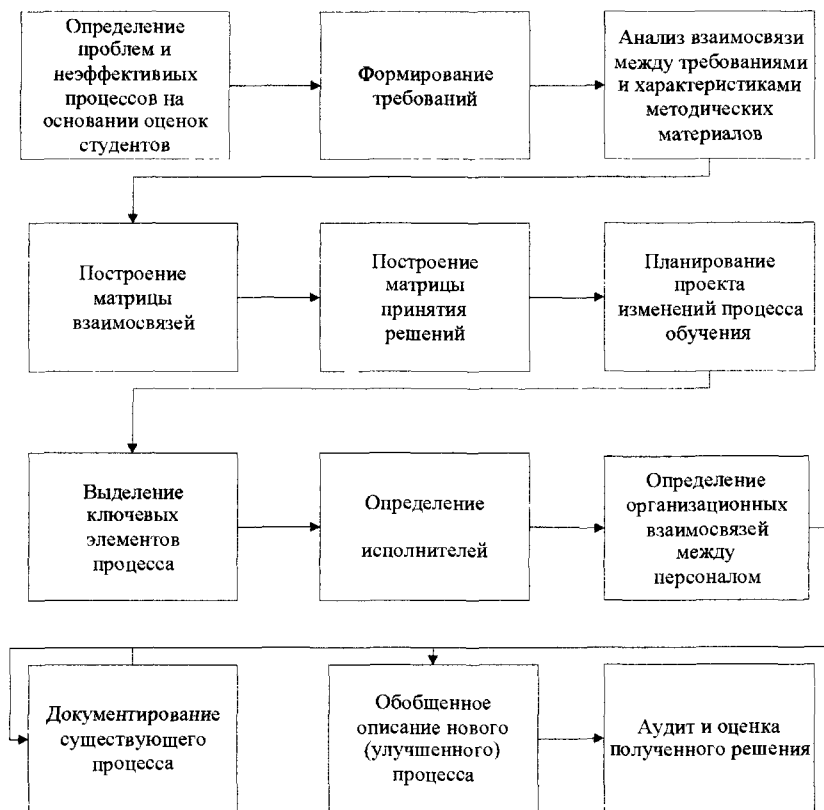 Определение
проблем и
неэффективных
процессов на
основании оценок
студентов
Формирование
требований
Анализ взаимосвязи
между требованиями
и характеристиками
методических
материалов
Построение
матрицы
взаимосвязей
Построение
матрицы
принятия
решений
Планирование
проекта
изменений процесса
обучения
Выделение
ключевых
элементов
процесса
Определение
исполнителей
Определение
организационных
взаимосвязей
между
персоналом
Документирование
существующего
процесса
Обобщенное
описание нового
(улучшенного)
процесса
Аудит и оценка
полученного решения